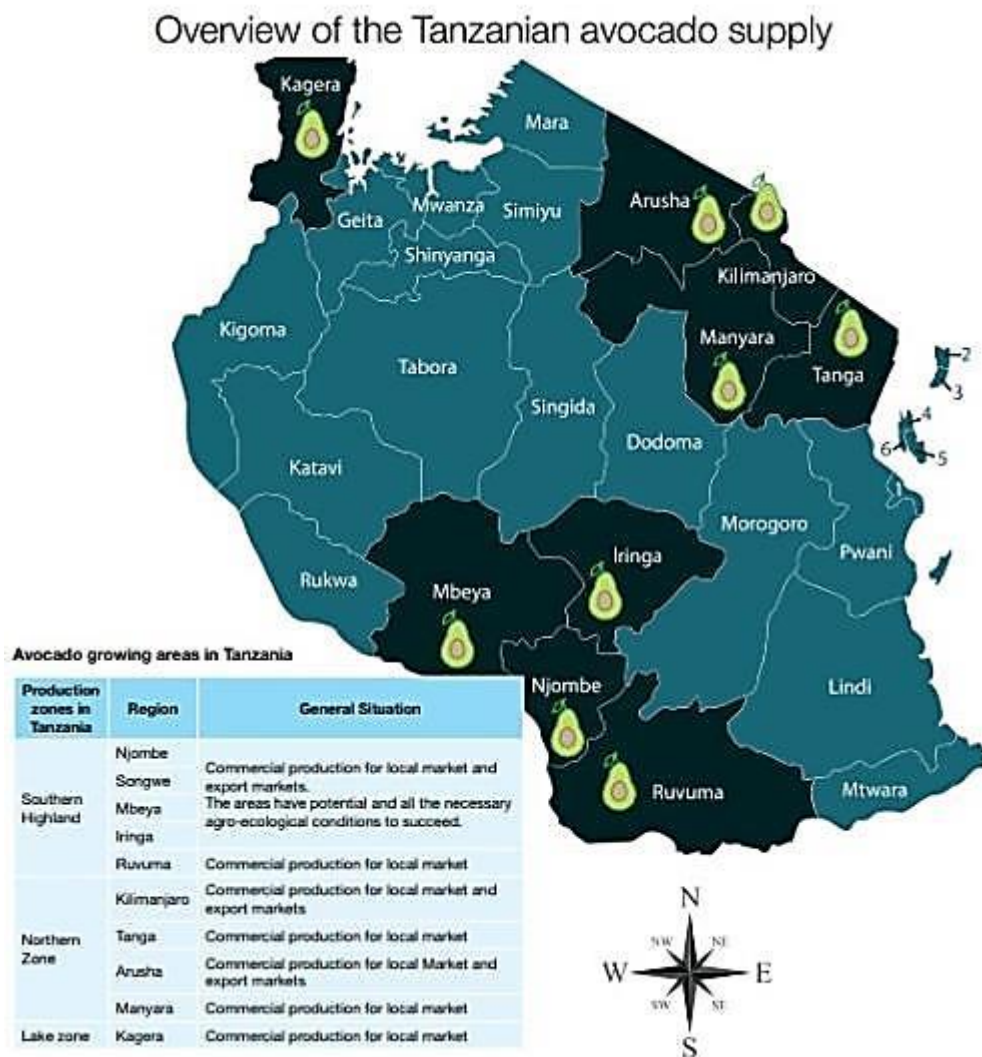 Overview of the Tanzanian avocado supply
Kagera
Mara
Arusha
Geita
Mwanza
Simiyu
Shinyanga
Kilimanjaro
Kigoma
Manyara
Tabora
Tanga
2
3
Singida
Dodoma
4
6
5
Katavi
Morogoro
Pwani
Iringa
Rukwa
Mbeya
Njombe
Lindi
Ruvuma
Mtwara
Avocado growing areas in Tanzania
Production zones in Tanzania Region General Situation
Southern Highland
Njombe
Songwe
Mbeya
Iringa
Commercial production for local market and
export markets.
The areas have potential and all the necessary
agro-ecological conditions to succeed.
Ruvuma Commercial production for local market
Northern Zone
Kilimanjaro Commercial production for local market and
export markets
Tanga Commercial production for local market
Arusha Commercial production for local Market and
export markets
Manyara Commercial production for local market
Lake zone Kagera Commercial production for local market
N
NW NE
W E
SW SE
S